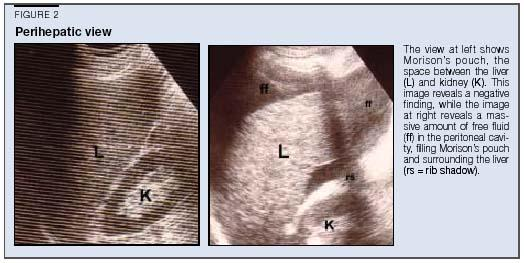 FIGURE 2
Perihepatic view
The view at left shows
Morison's pouch, the
space between the liver
(L) and kidney (K). This
image reveals a negative
finding, while the image
at right reveals a mas-
sive amount of free fluid
(ff) in the peritoneal cavi-
ty, filling Morison's pouch
and surrounding the liver
(rs = rib shadow).
L
K
ff
ff
L
rs
K